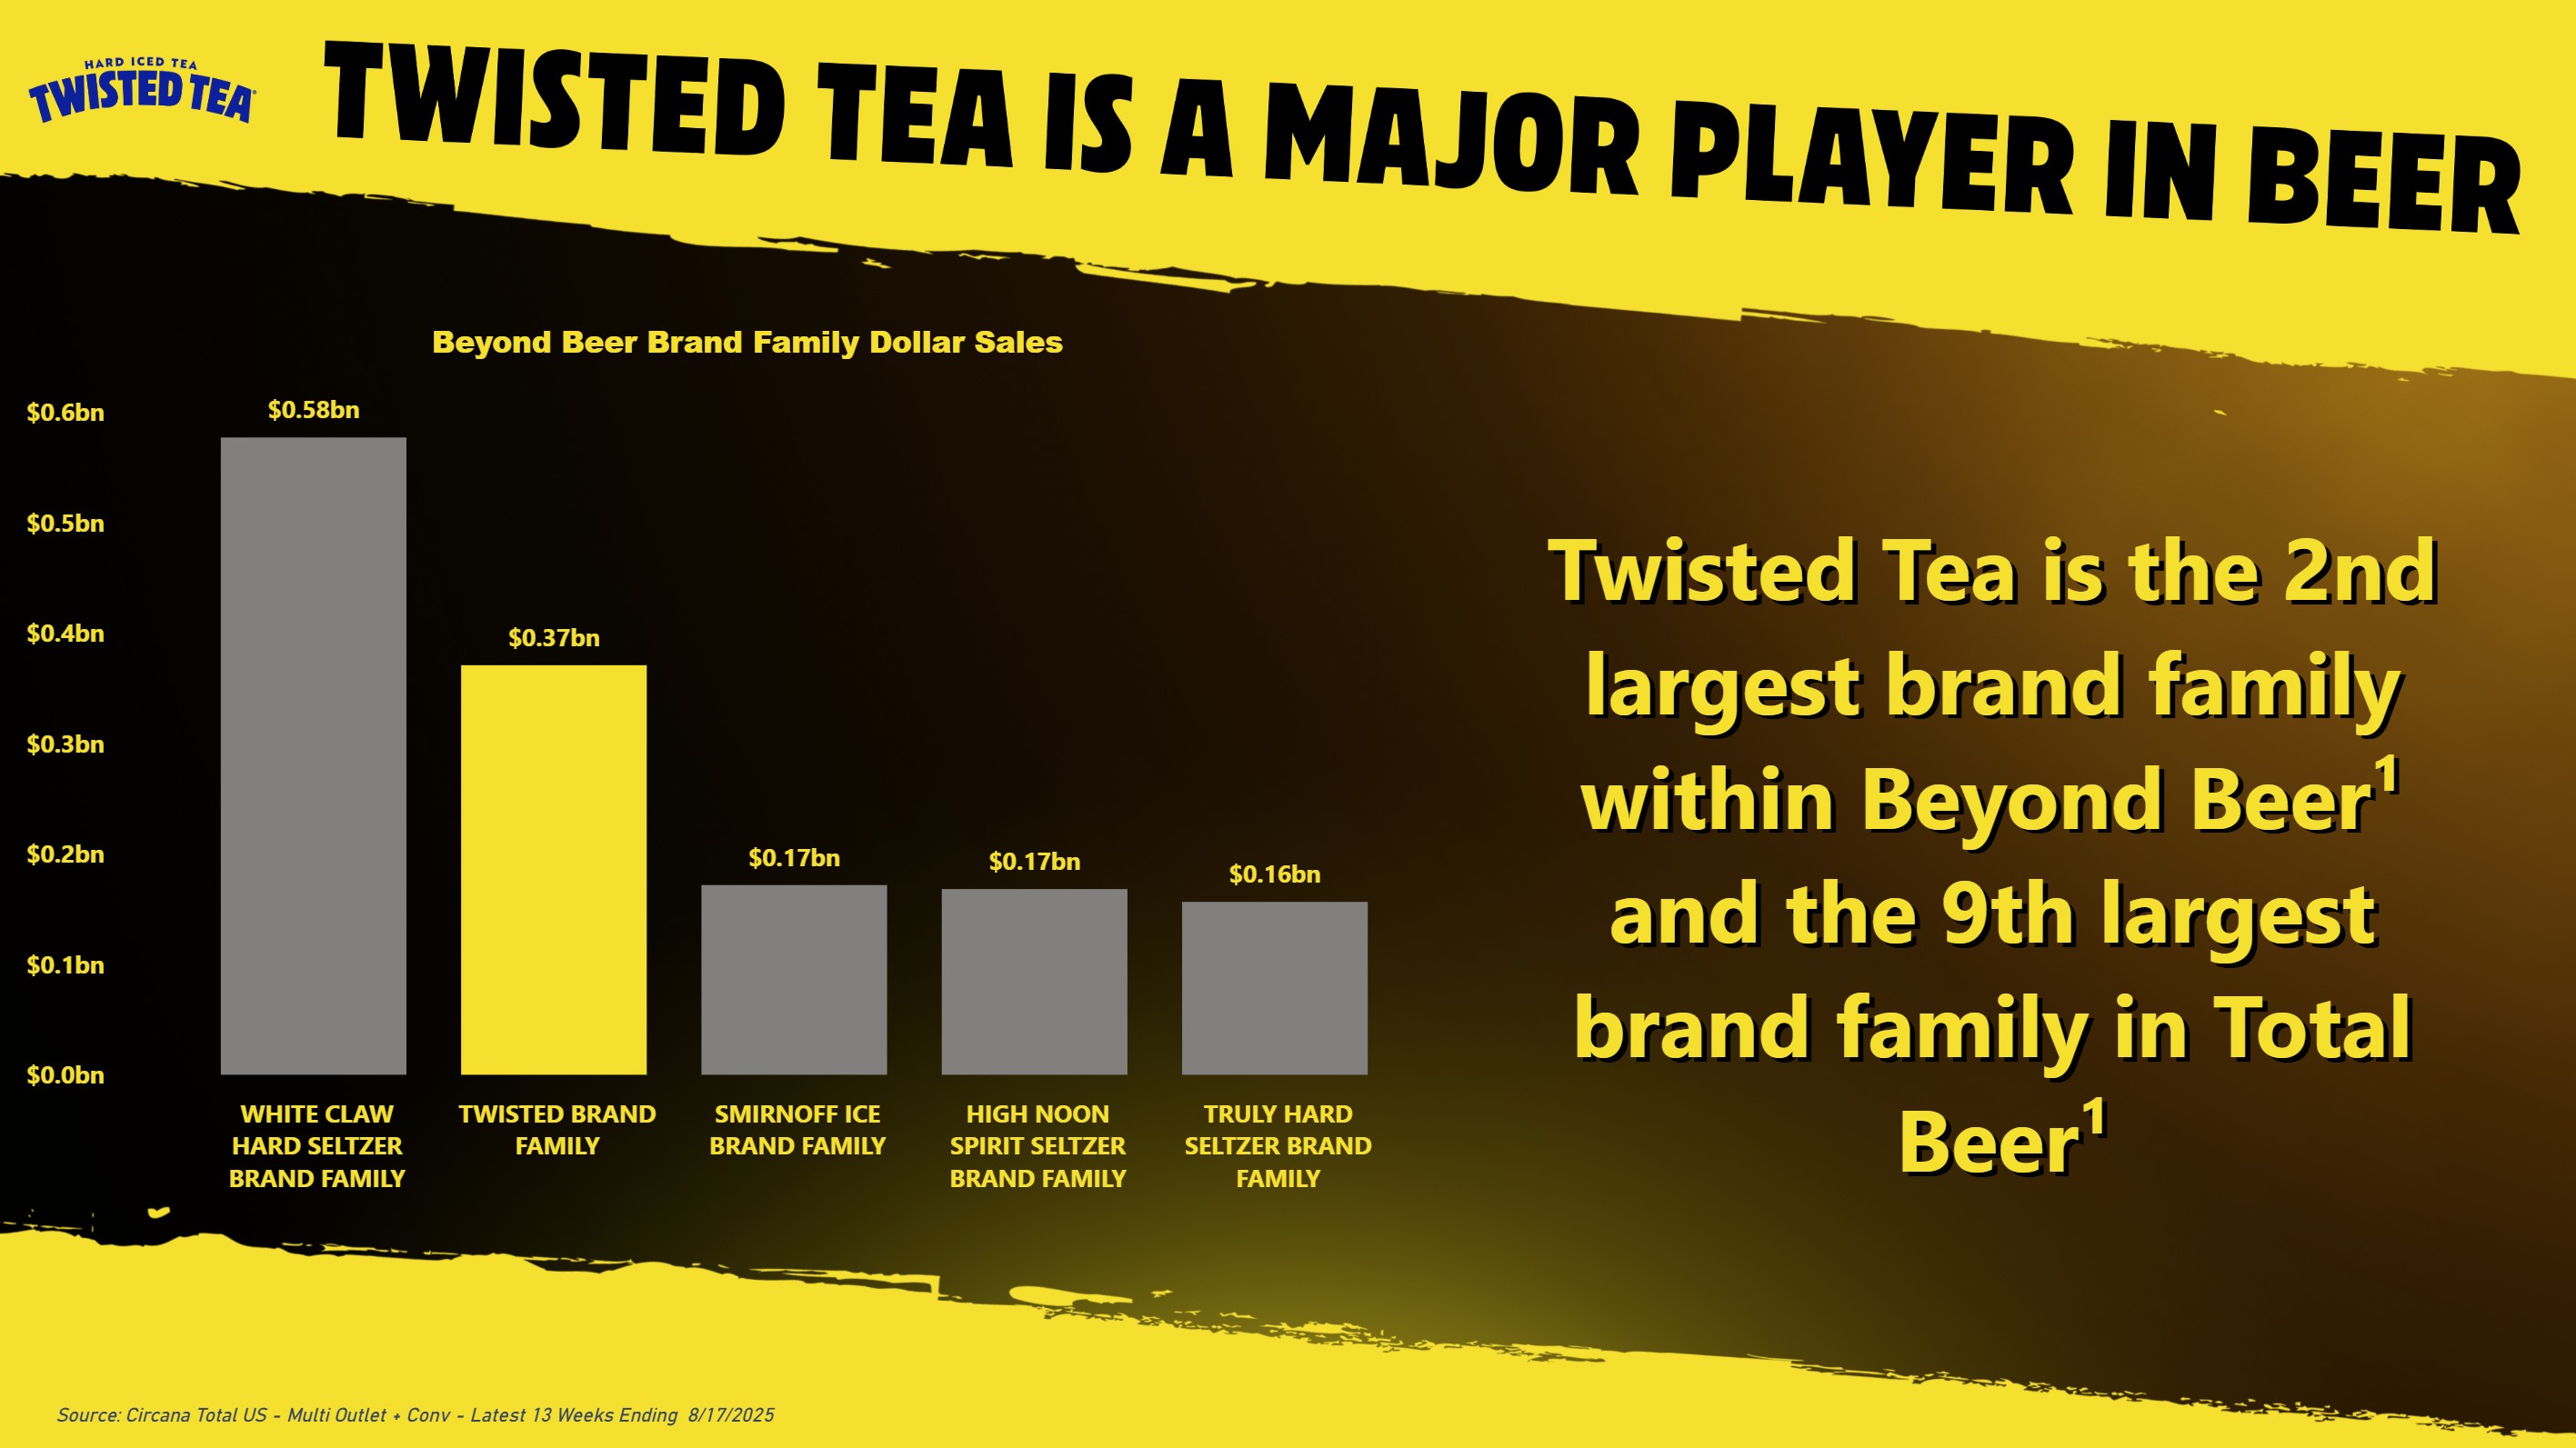 HARD ICED TEA
TWISTED TEA®
TWISTED TEA IS A MAJOR PLAYER IN BEER
Beyond Beer Brand Family Dollar Sales
$0.6bn
$0.5bn
$0.4bn
$0.3bn
$0.2bn
$0.1bn
$0.0bn
$0.58bn
$0.37bn
$0.17bn
$0.17bn
$0.16bn
WHITE CLAW
HARD SELTZER
BRAND FAMILY
TWISTED BRAND
FAMILY
SMIRNOFF ICE
BRAND FAMILY
HIGH NOON
SPIRIT SELTZER
BRAND FAMILY
TRULY HARD
SELTZER BRAND
FAMILY
Twisted Tea is the 2nd
largest brand family
within Beyond Beer¹
and the 9th largest
brand family in Total
Beer¹
Source: Circana Total US - Multi Outlet + Conv - Latest 13 Weeks Ending 8/17/2025